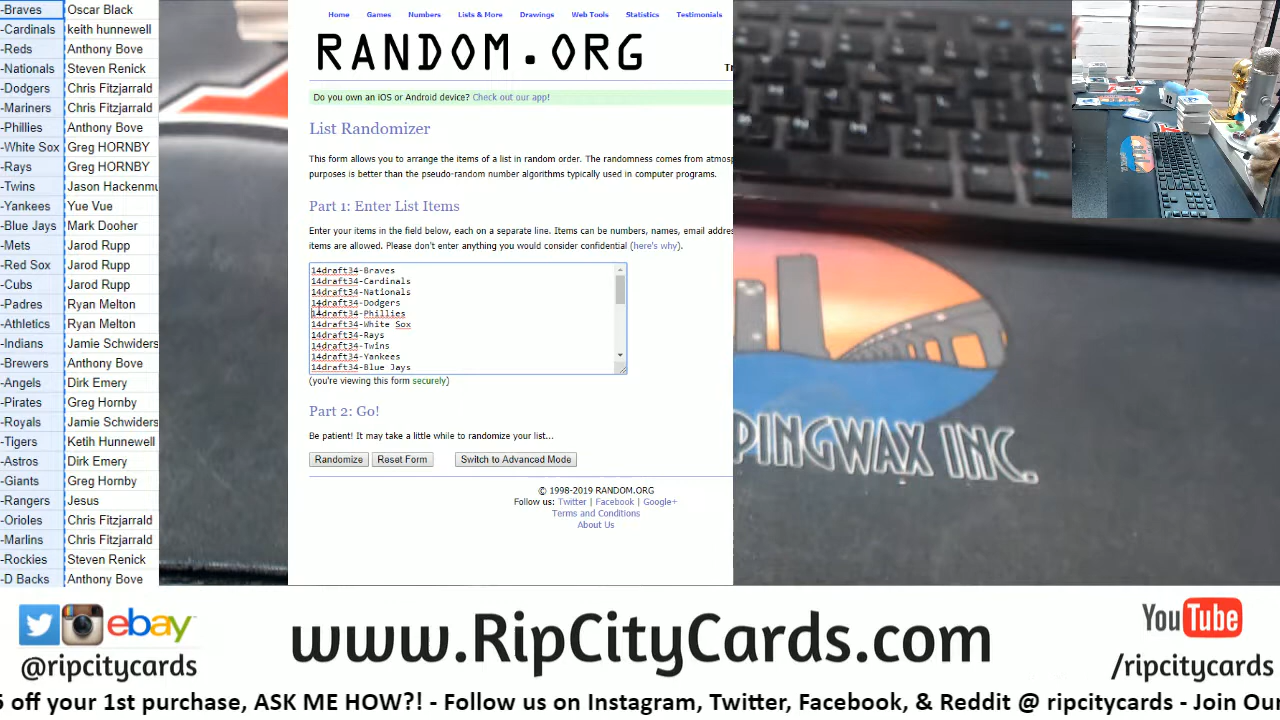 -Braves Oscar Black
-Cardinals keith hunnewell
-Reds Anthony Bove
-Nationals Steven Renick
-Dodgers Chris Fitzjarrald
-Mariners Chris Fitzjarrald
-Phillies Anthony Bove
-White Sox Greg HORNBY
-Rays Greg HORNBY
-Twins Jason Hackenmu
-Yankees Yue Vue
-Blue Jays Mark Dooher
-Mets Jarod Rupp
-Red Sox Jarod Rupp
-Cubs Jarod Rupp
-Padres Ryan Melton
-Athletics Ryan Melton
-Indians Jamie Schwiders
-Brewers Anthony Bove
-Angels Dirk Emery
-Pirates Greg Hornby
-Royals Jamie Schwiders
-Tigers Ketih Hunnewell
-Astros Dirk Emery
-Giants Greg Hornby
-Rangers Jesus
-Orioles Chris Fitzjarrald
-Marlins Chris Fitzjarrald
-Rockies Steven Renick
-D Backs Anthony Bove
Home Games Numbers Lists & More Drawings Web Tools Statistics Testimonials
RANDOM.ORG
Tr
Do you own an iOS or Android device? Check out our app!
List Randomizer
This form allows you to arrange the items of a list in random order. The randomness comes from atmosp
purposes is better than the pseudo-random number algorithms typically used in computer programs.
Part 1: Enter List Items
Enter your items in the field below, each on a separate line. Items can be numbers, names, email addres
items are allowed. Please don't enter anything you would consider confidential (here's why).
14draft34-Braves
14draft34-Cardinals
14draft34-Nationals
14draft34-Dodgers
14draft34-Phillies
14draft34-White Sox
14draft34-Rays
14draft34-Twins
14draft34-Yankees
14draft34-Blue Jays
(you're viewing this form securely)
Part 2: Go!
Be patient! It may take a little while to randomize your list...
Randomize Reset Form Switch to Advanced Mode
© 1998-2019 RANDOM.ORG
Follow us: Twitter | Facebook | Google+
Terms and Conditions
About Us
PINGWAX INC.
ebay
@ripcitycards
www.RipCityCards.com
YouTube
/ripcitycards
5 off your 1st purchase, ASK ME HOW?! - Follow us on Instagram, Twitter, Facebook, & Reddit @ ripcitycards - Join Our